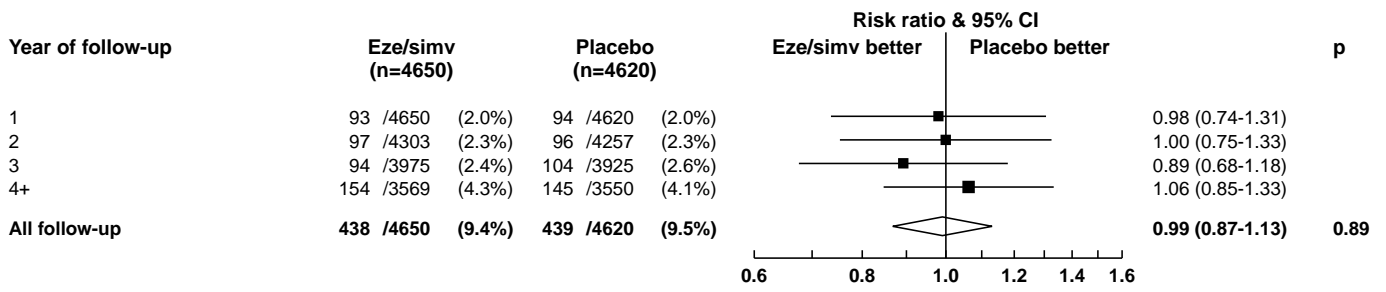 Risk ratio & 95% CI
Year of follow-up Eze/simv Placebo Eze/simv better Placebo better p
(n=4650) (n=4620)
1 93 /4650 (2.0%) 94 /4620 (2.0%) 0.98 (0.74-1.31)
2 97 /4303 (2.3%) 96 /4257 (2.3%) 1.00 (0.75-1.33)
3 94 /3975 (2.4%) 104 /3925 (2.6%) 0.89 (0.68-1.18)
4+ 154 /3569 (4.3%) 145 /3550 (4.1%) 1.06 (0.85-1.33)
All follow-up 438 /4650 (9.4%) 439 /4620 (9.5%) 0.99 (0.87-1.13) 0.89
0.6 0.8 1.0 1.2 1.4 1.6